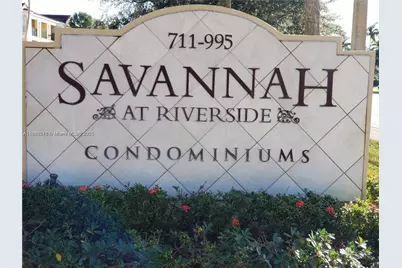 711-995
SAVANNAH
AT RIVERSIDE
CONDOMINIUMS